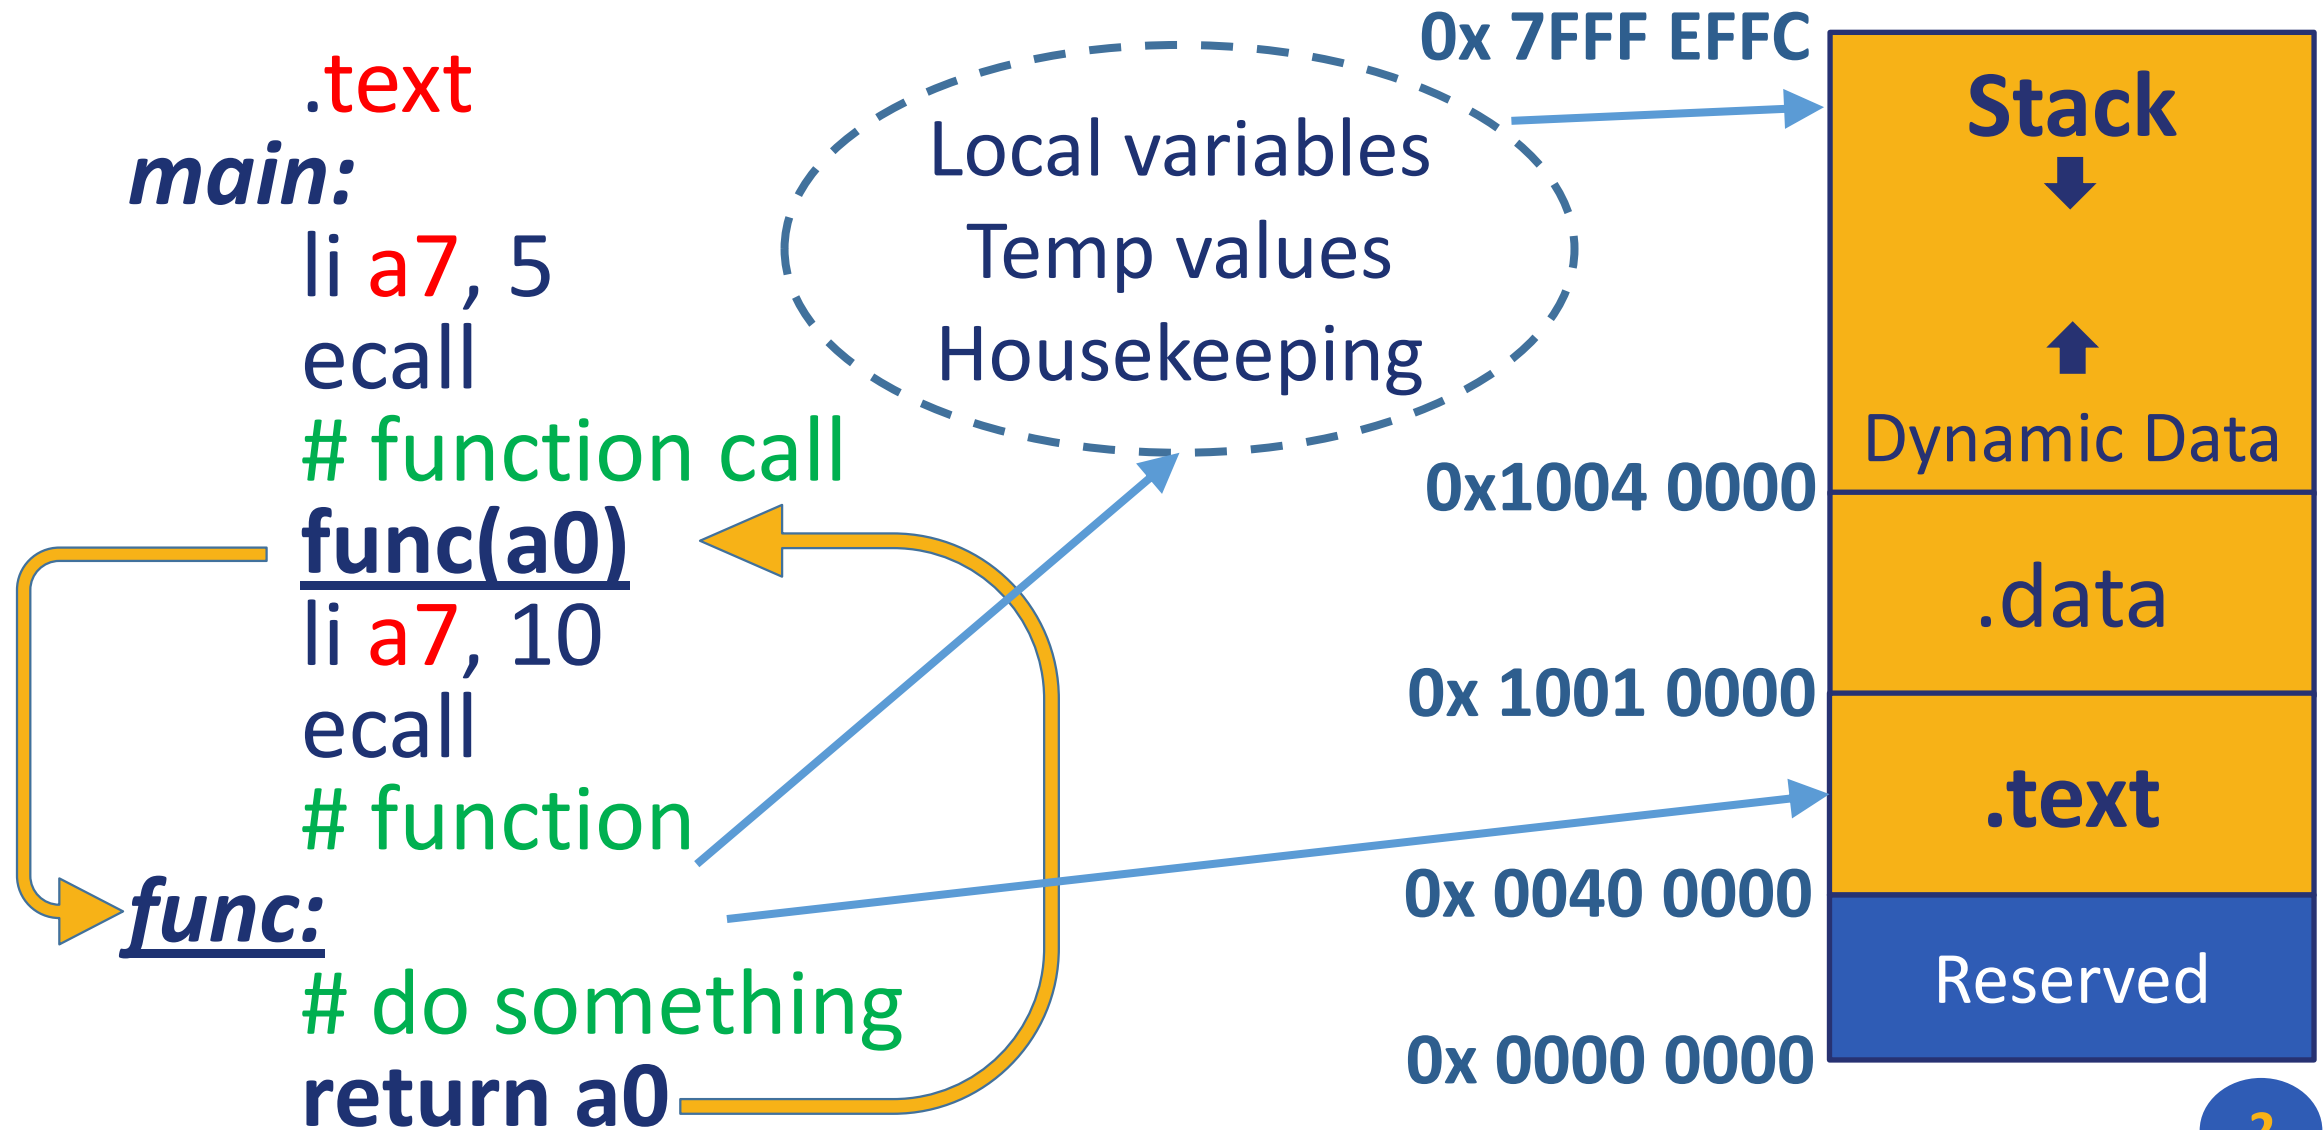 .text
main:
li a7, 5
ecall
# function call
func(a0)
li a7, 10
ecall
# function
func:
# do something
return a0
Local variables
Temp values
Housekeeping
0x 7FFF EFFC
0x1004 0000
0x 1001 0000
0x 0040 0000
0x 0000 0000
Stack
Dynamic Data
.data
.text
Reserved
2